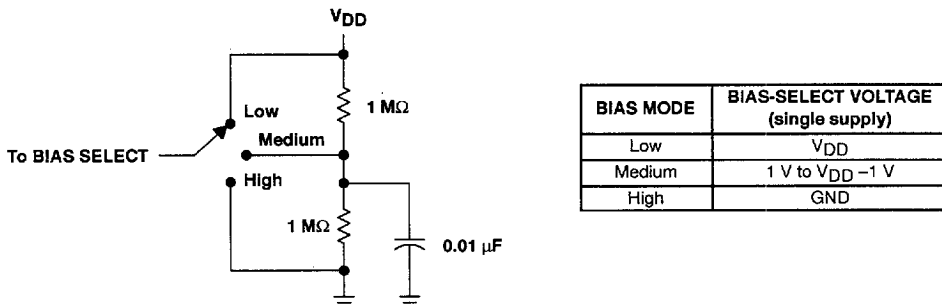 VDD
1 MΩ
Low
Medium
To BIAS SELECT
High
1 MΩ
0.01 µF
BIAS MODE
BIAS-SELECT VOLTAGE
(single supply)
Low
VDD
Medium
1 V to VDD –1 V
High
GND